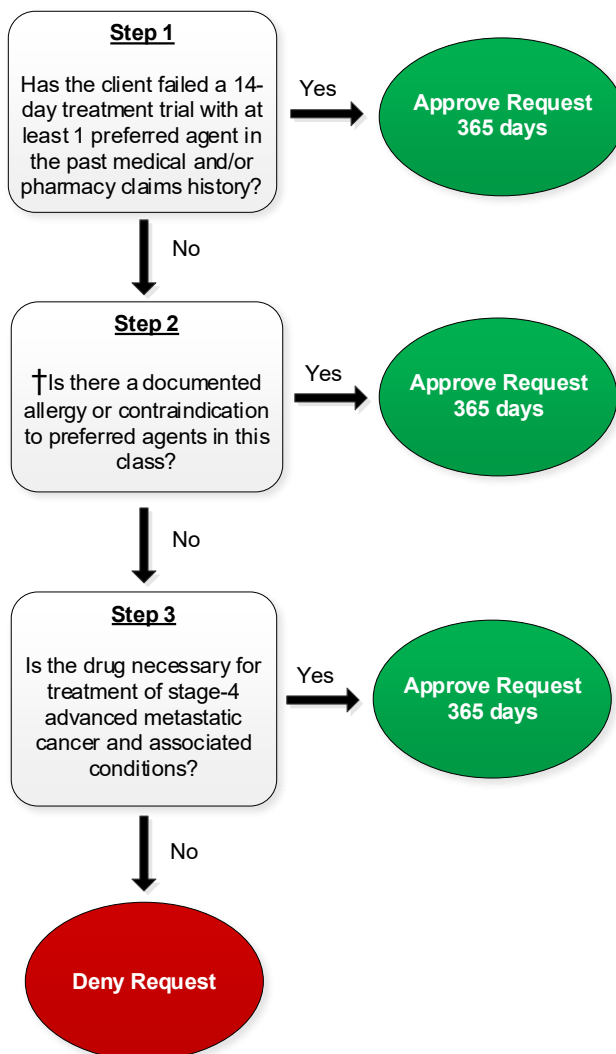 Step 1
Has the client failed a 14-
day treatment trial with at
least 1 preferred agent in
the past medical and/or
pharmacy claims history?
Yes
Approve Request
365 days
No
Step 2
†Is there a documented
allergy or contraindication
to preferred agents in this
class?
Yes
Approve Request
365 days
No
Step 3
Is the drug necessary for
treatment of stage-4
advanced metastatic
cancer and associated
conditions?
Yes
Approve Request
365 days
No
Deny Request